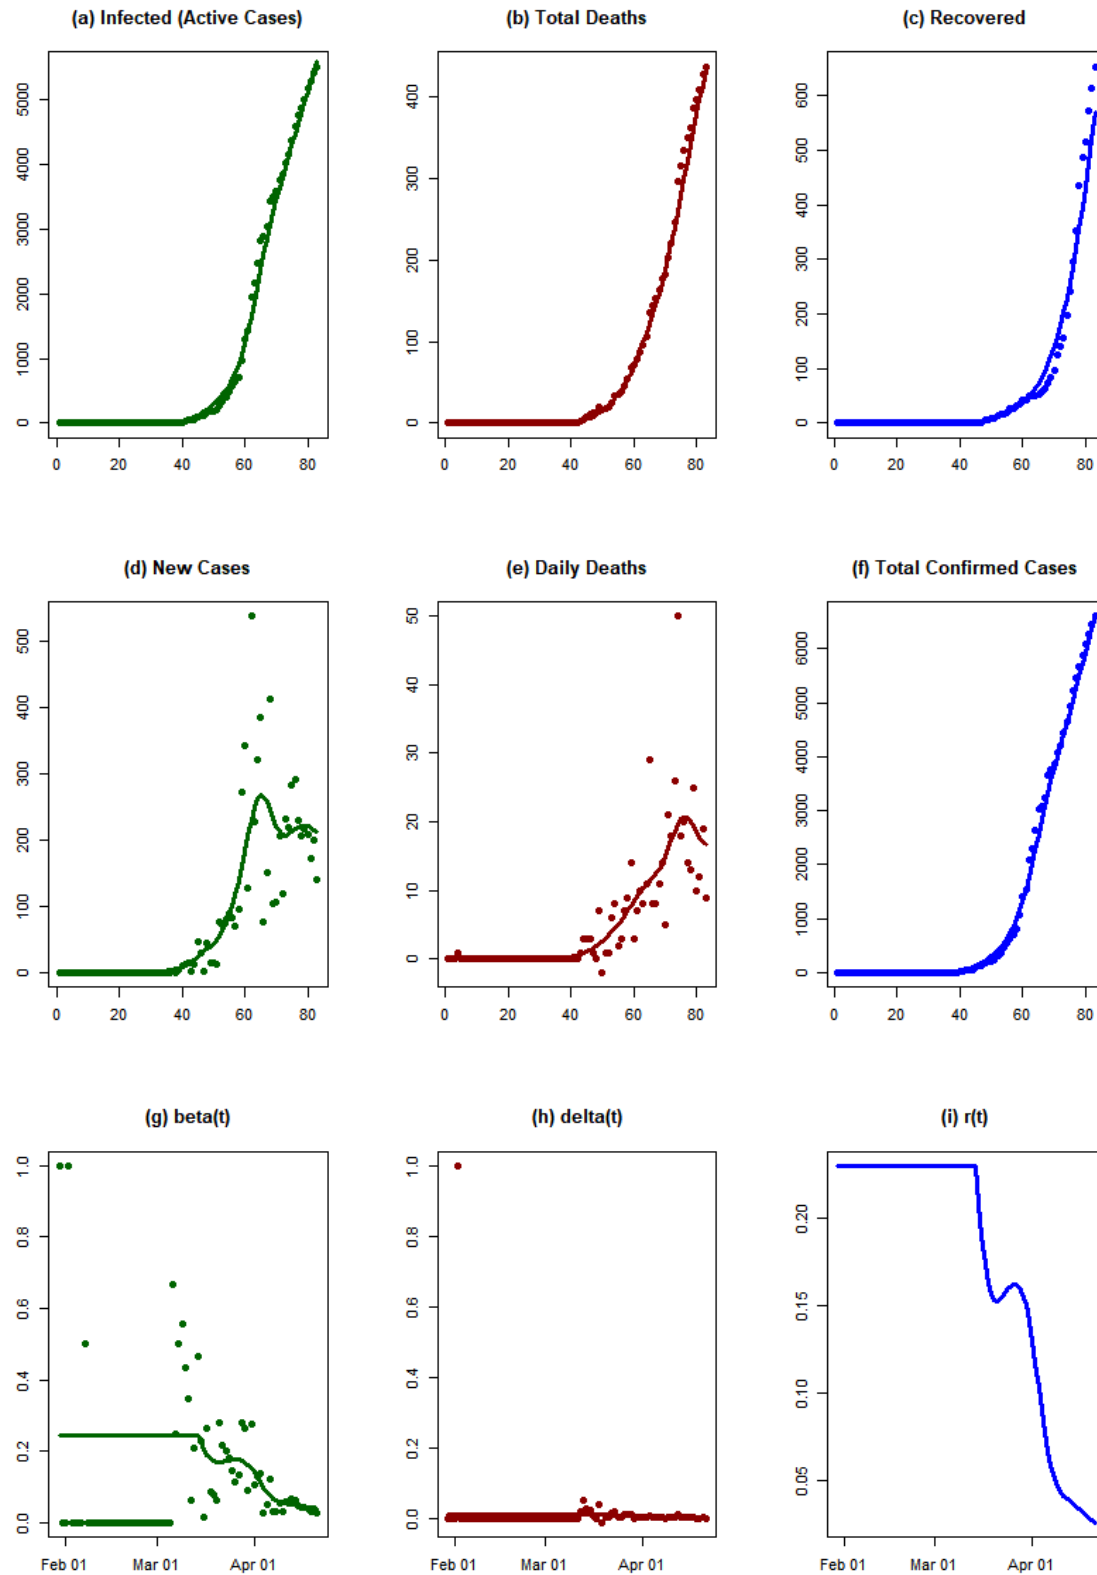 (a) Infected (Active Cases)
(b) Total Deaths
(c) Recovered
0 1000 2000 3000 4000 5000
0 20 40 60 80
0 100 200 300 400
0 20 40 60 80
0 100 200 300 400 500 600
0 20 40 60 80
(d) New Cases
(e) Daily Deaths
(f) Total Confirmed Cases
0 100 200 300 400 500
0 20 40 60 80
0 10 20 30 40 50
0 20 40 60 80
0 1000 2000 3000 4000 5000 6000
0 20 40 60 80
(g) beta(t)
(h) delta(t)
(i) r(t)
0.0 0.2 0.4 0.6 0.8 1.0
Feb 01 Mar 01 Apr 01
0.0 0.2 0.4 0.6 0.8 1.0
Feb 01 Mar 01 Apr 01
0.05 0.10 0.15 0.20
Feb 01 Mar 01 Apr 01